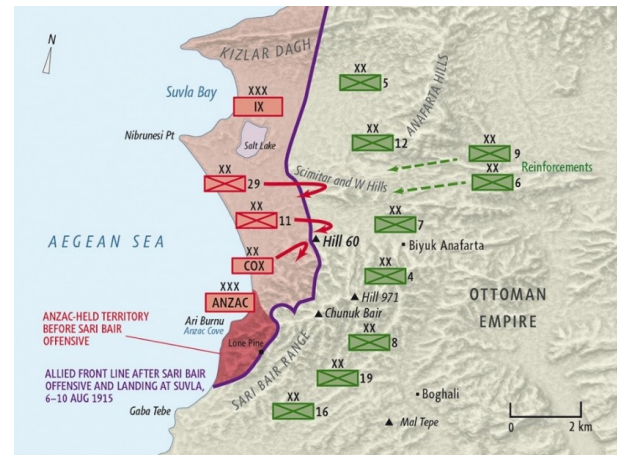 N
KIZLAR DAGH
Suvla Bay
XXX
IX
XX
5
ANAFARTA HILLS
Nibrunesi Pt
Salt Lake
XX
12
XX
9
Reinforcements
XX
6
Scimitar and W Hills
XX
29
XX
11
XX
7
Hill 60
Biyuk Anafarta
AEGEAN SEA
XX
COX
XX
4
XXX
ANZAC
Hill 971
OTTOMAN
EMPIRE
Chunuk Bair
ANZAC-HELD TERRITORY
BEFORE SARI BAIR
OFFENSIVE
Ari Burnu
Anzac Cove
Lone Pine
XX
8
SARI BAIR RANGE
ALLIED FRONT LINE AFTER SARI BAIR
OFFENSIVE AND LANDING AT SUVLA,
6–10 AUG 1915
XX
19
Boghali
Gaba Tebe
XX
16
Mal Tepe
0 2 km